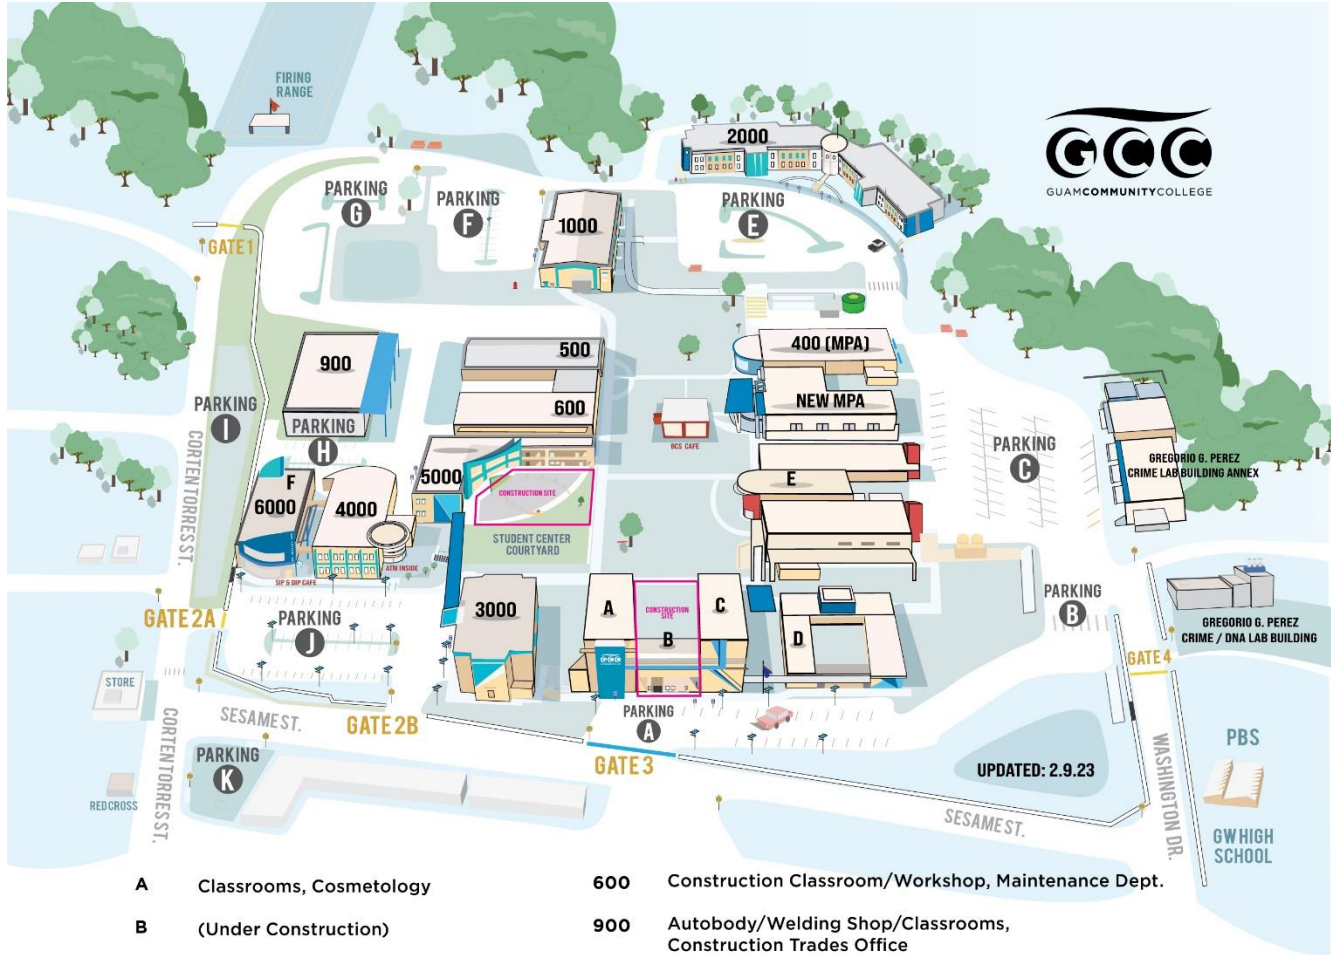 FIRING
RANGE
2000
GCC
GUAMCOMMUNITYCOLLEGE
PARKING
G
PARKING
F
1000
PARKING
E
GATE 1
900
500
400 (MPA)
600
NEW MPA
PARKING
I
PARKING
H
BCS CAFE
PARKING
C
GREGORIO G. PEREZ
CRIME LAB BUILDING ANNEX
CORTENTORRES ST.
F
6000
4000
5000
CONSTRUCTION SITE
E
STUDENT CENTER
COURTYARD
ATM INSIDE
SIP & DIP CAFE
GATE 2A
PARKING
J
3000
A
CONSTRUCTION
SITE
B
C
D
PARKING
B
GREGORIO G. PEREZ
CRIME / DNA LAB BUILDING
GATE 4
GCC
STORE
SESAME ST.
GATE 2B
PARKING
A
GATE 3
PARKING
K
RED CROSS
CORTENTORRES ST.
UPDATED: 2.9.23
SESAME ST.
WASHINGTON DR.
PBS
GW HIGH
SCHOOL
A Classrooms, Cosmetology
B (Under Construction)
600 Construction Classroom/Workshop, Maintenance Dept.
900 Autobody/Welding Shop/Classrooms,
Construction Trades Office